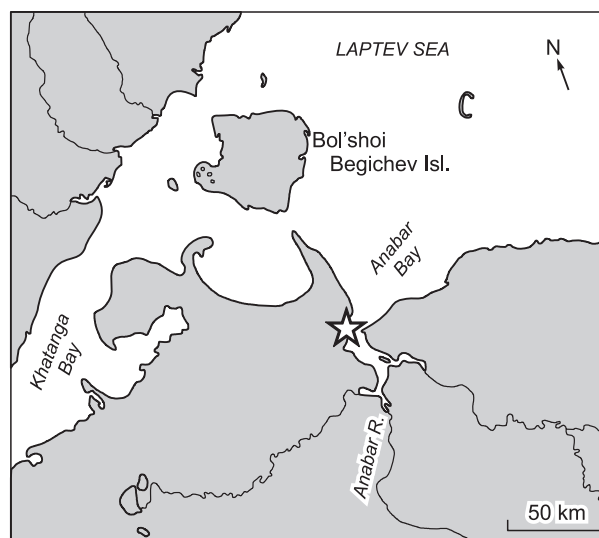 LAPTEV SEA
N
Bol'shoi
Begichev Isl.
Anabar
Bay
Khatanga
Bay
Anabar R.
50 km